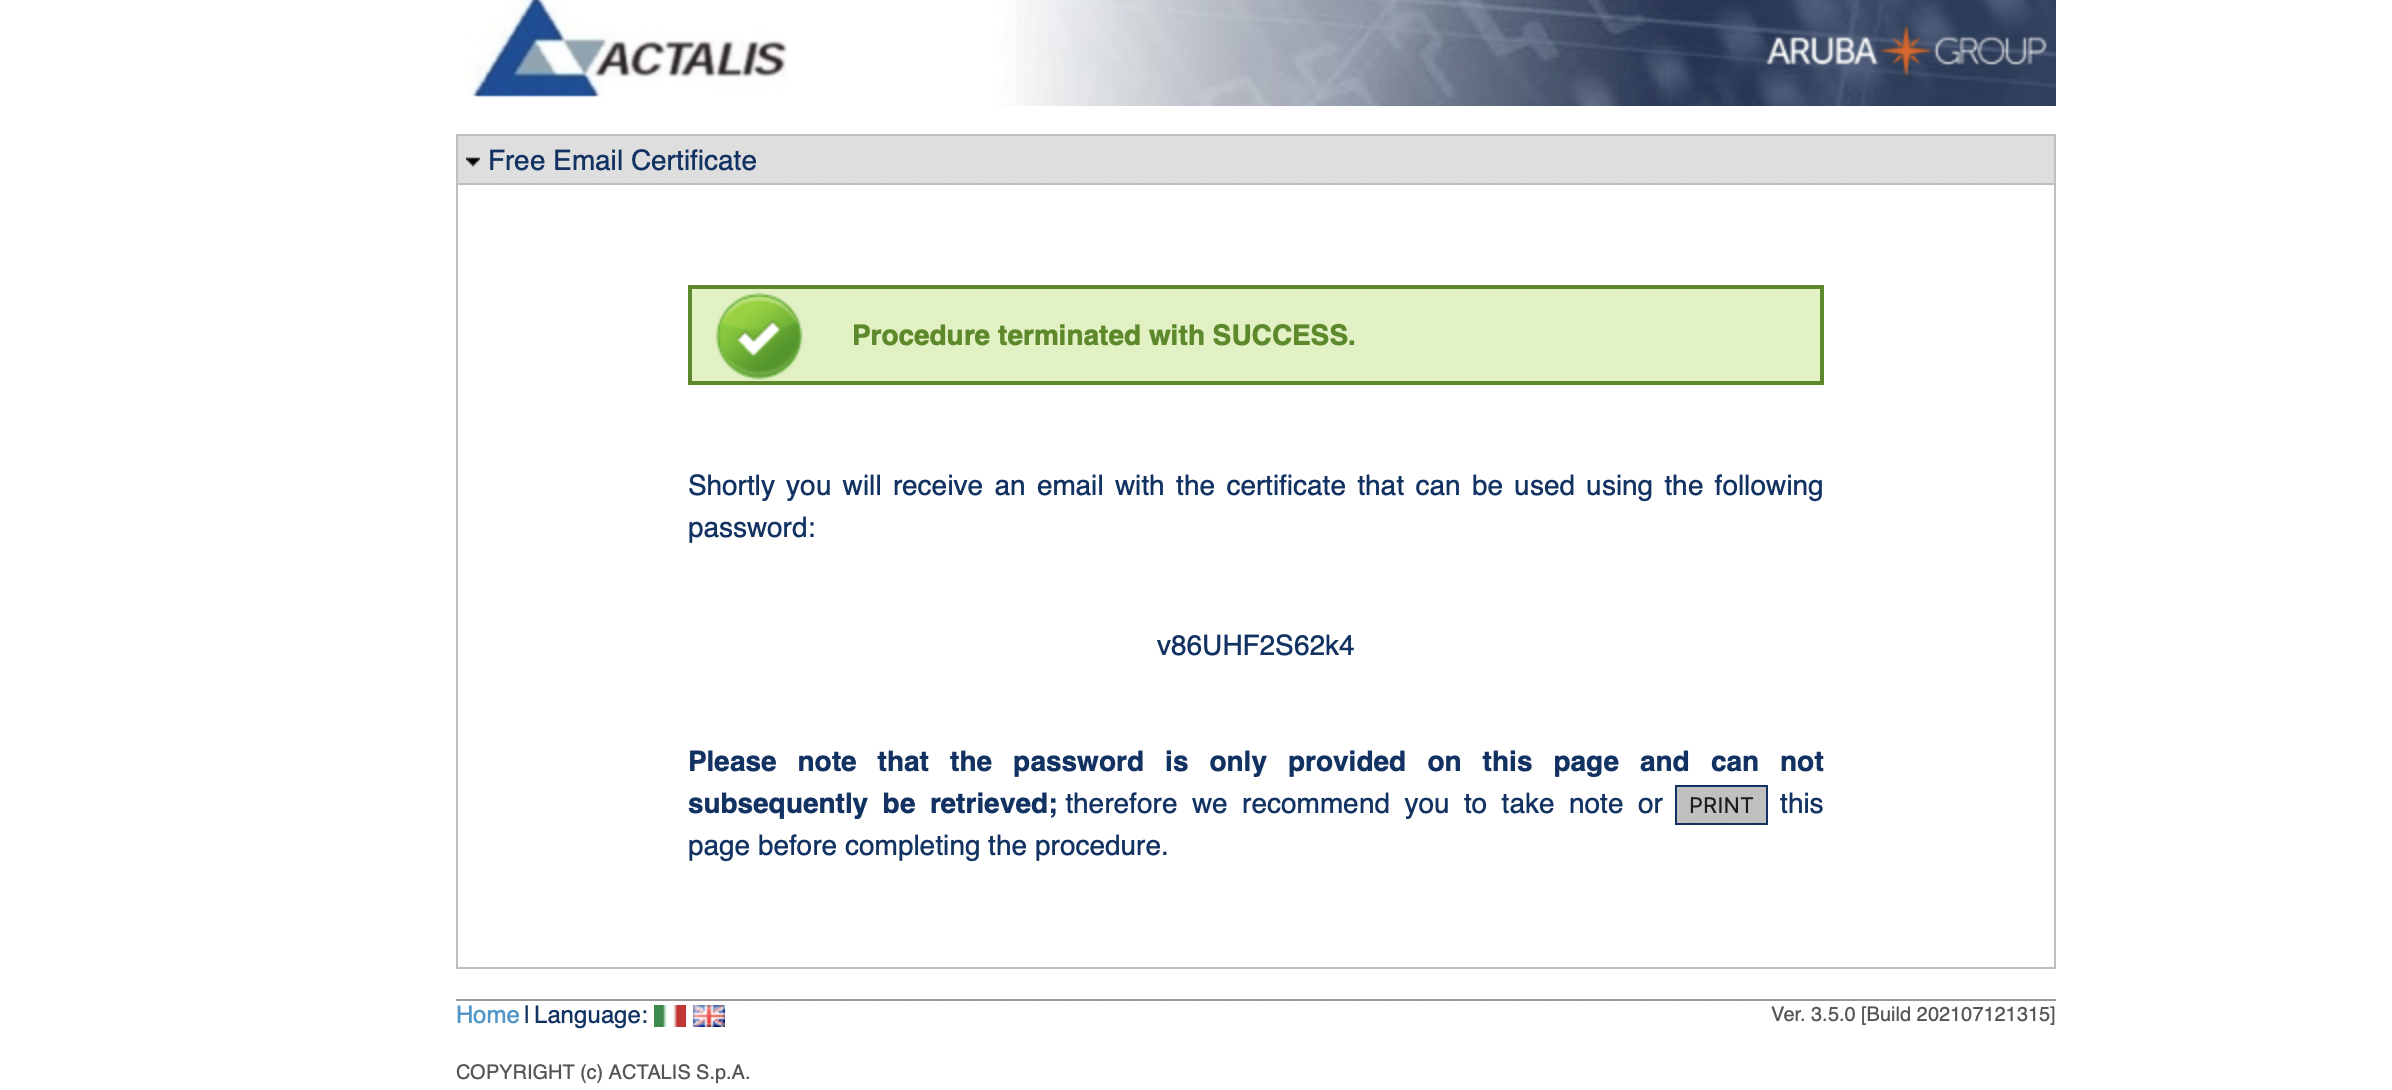 ACTALIS
ARUBA GROUP
Free Email Certificate
Procedure terminated with SUCCESS.
Shortly you will receive an email with the certificate that can be used using the following
password:
v86UHF2S62k4
Please note that the password is only provided on this page and can not
subsequently be retrieved; therefore we recommend you to take note or PRINT this
page before completing the procedure.
Home | Language:
Ver. 3.5.0 [Build 202107121315]
COPYRIGHT (c) ACTALIS S.p.A.